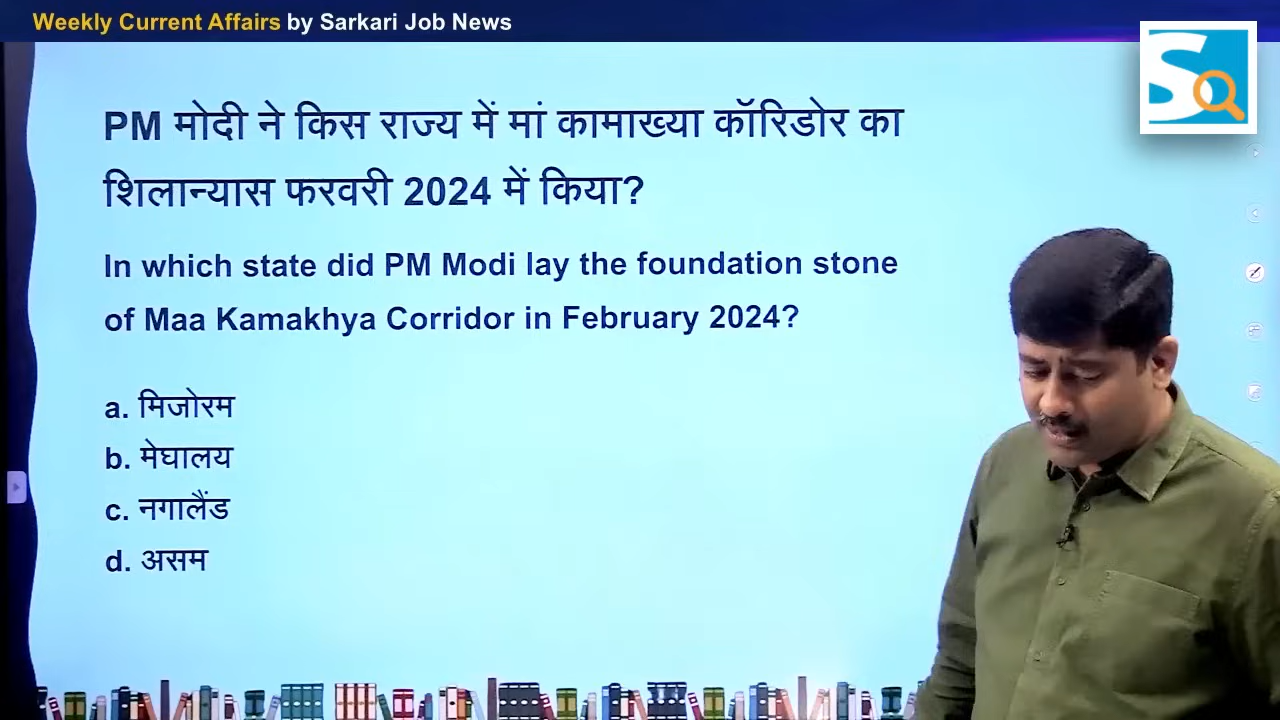 Weekly Current Affairs by Sarkari Job News
PM मोदी ने किस राज्य में मां कामाख्या कॉरिडोर का
शिलान्यास फरवरी 2024 में किया?
In which state did PM Modi lay the foundation stone
of Maa Kamakhya Corridor in February 2024?
a. मिजोरम
b. मेघालय
c. नगालैंड
d. असम